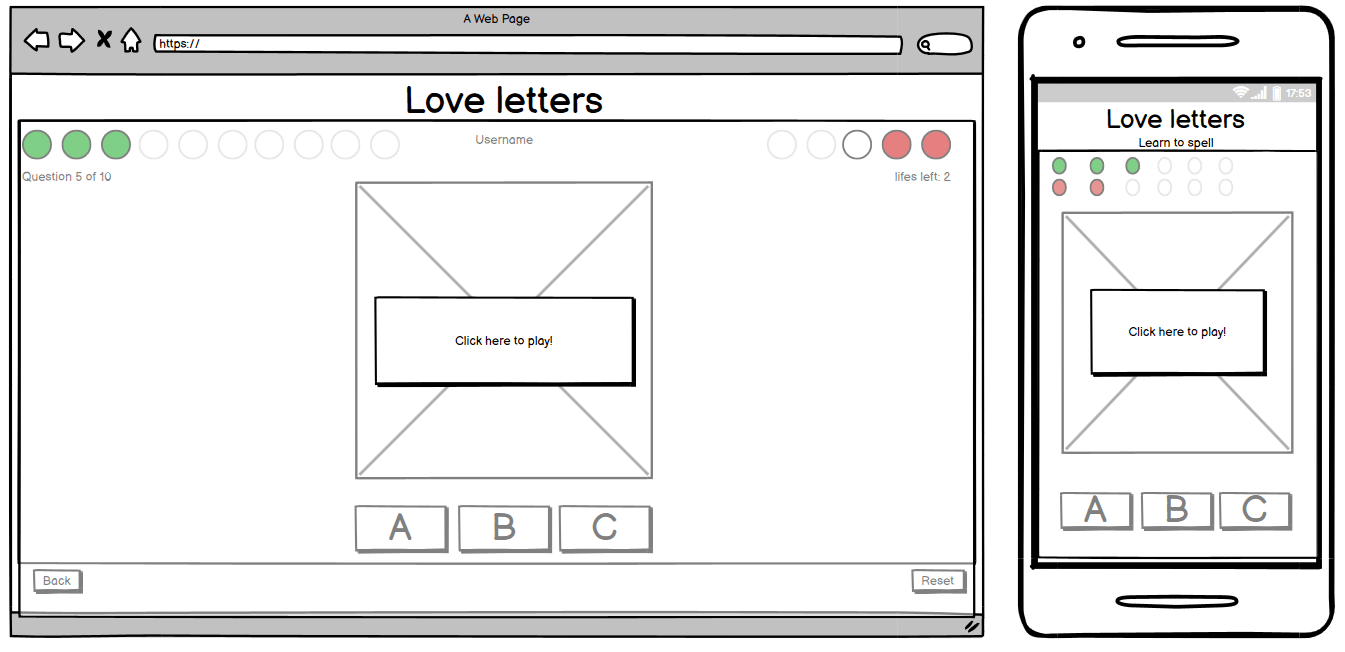 A Web Page
https://
Love letters
Username
Question 5 of 10
lifes left: 2
Click here to play!
A B C
Back
Reset
17:53
Love letters
Learn to spell
Click here to play!
A B C